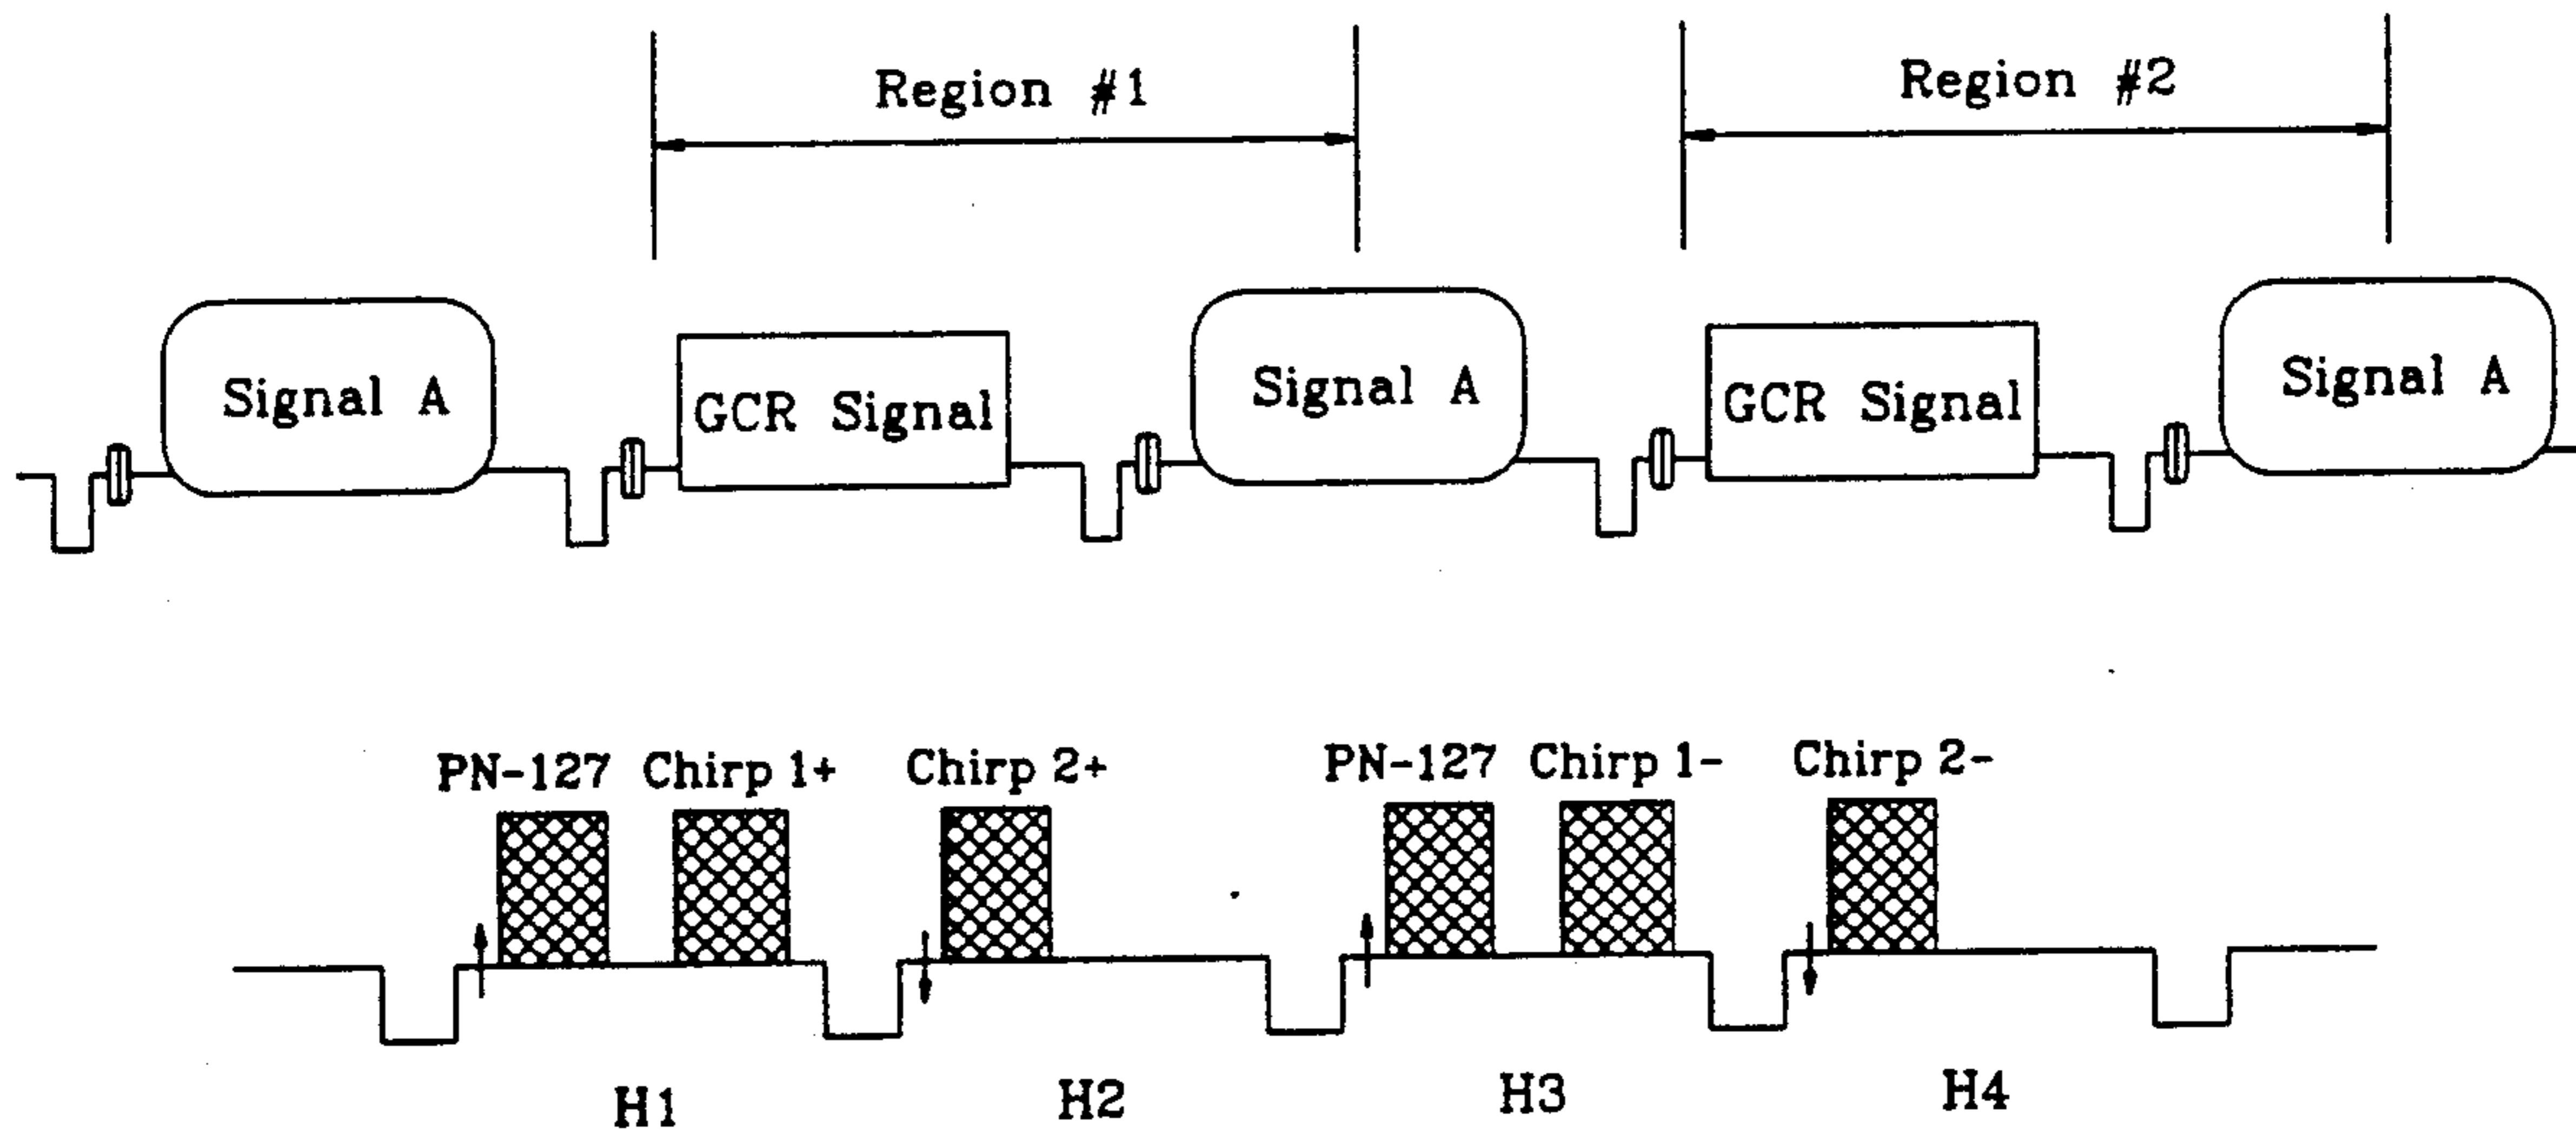 Region #1
Region #2
Signal A
GCR Signal
Signal A
GCR Signal
Signal A
PN-127
Chirp 1+
Chirp 2+
PN-127
Chirp 1-
Chirp 2-
H1
H2
H3
H4